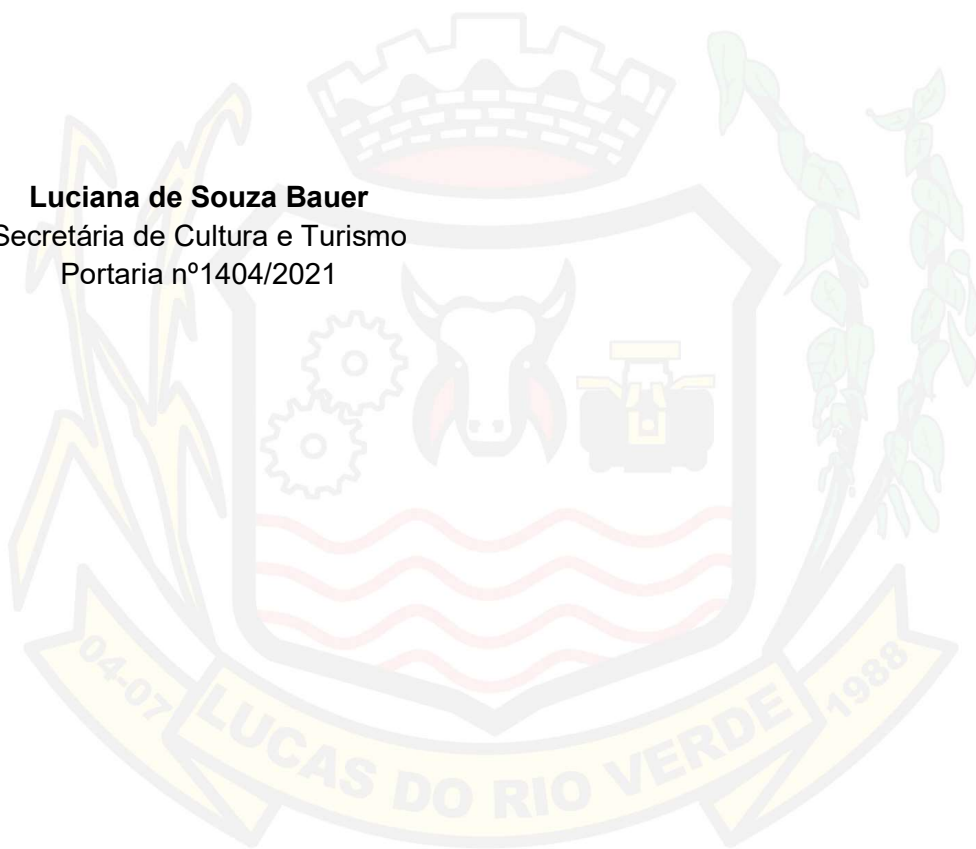 Luciana de Souza Bauer
Secretária de Cultura e Turismo
Portaria nº1404/2021
04-07
LUCAS DO RIO VERDE
1988